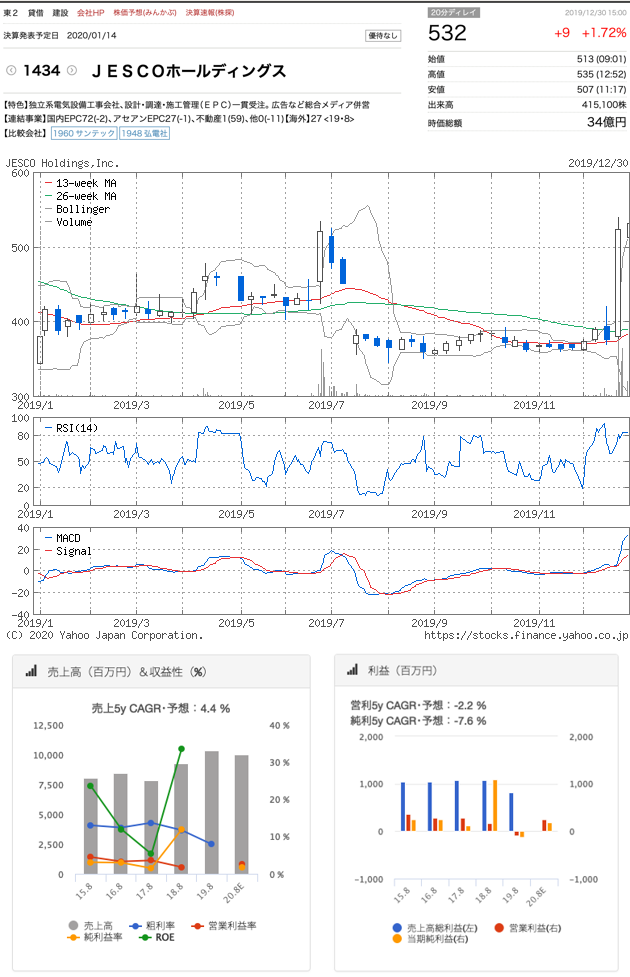 東２ 貸借 建設 会社HP 株価予想(みんかぶ) 決算速報(株探)
決算発表予定日 2020/01/14 優待なし
1434 ＪＥＳＣＯホールディングス
20分ディレイ 2019/12/30 15:00
532 +9 +1.72%
始値 513 (09:01)
高値 535 (12:52)
安値 507 (11:17)
出来高 415,100株
時価総額 34億円
【特色】独立系電気設備工事会社、設計・調達・施工管理（ＥＰＣ）一貫受注。広告など総合メディア併営
【連結事業】国内EPC72(-2)、アセアンEPC27(-1)、不動産1(59)、他0(-11)【海外】27 <19・8>
【比較会社】 1960 サンテック 1948 弘電社
JESCO Holdings,Inc. 2019/12/30
600
500
400
300
13-week MA
26-week MA
Bollinger
Volume
2019/1 2019/3 2019/5 2019/7 2019/9 2019/11
100
80
50
20
0
RSI(14)
2019/1 2019/3 2019/5 2019/7 2019/9 2019/11
40
20
0
−20
−40
MACD
Signal
2019/1 2019/3 2019/5 2019/7 2019/9 2019/11
(C) 2020 Yahoo Japan Corporation. https://stocks.finance.yahoo.co.jp
売上高（百万円）＆収益性（%）
売上5y CAGR・予想：4.4 %
12,500 40 %
10,000 30 %
7,500
5,000 20 %
2,500 10 %
0 0 %
15.8 16.8 17.8 18.8 19.8 20.8E
売上高 粗利率 営業利益率
純利益率 ROE
利益（百万円）
営利5y CAGR・予想：-2.2 %
純利5y CAGR・予想：-7.6 %
2,000 2,000
1,000 1,000
0 0
−1,000 −1,000
15.8 16.8 17.8 18.8 19.8 20.8E
売上高総利益(左) 営業利益(右)
当期純利益(右)